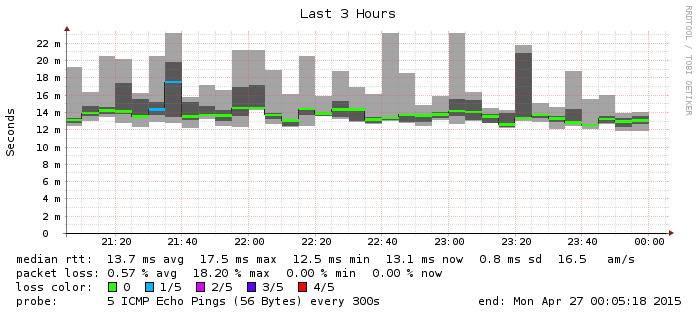 Last 3 Hours
RRDTOOL / TOBI OETIKER
Seconds
22 m
20 m
18 m
16 m
14 m
12 m
10 m
8 m
6 m
4 m
2 m
0
21:20 21:40 22:00 22:20 22:40 23:00 23:20 23:40 00:00
median rtt: 13.7 ms avg 17.5 ms max 12.5 ms min 13.1 ms now 0.8 ms sd 16.5 am/s
packet loss: 0.57 % avg 18.20 % max 0.00 % min 0.00 % now
loss color: 0 1/5 2/5 3/5 4/5
probe: 5 ICMP Echo Pings (56 Bytes) every 300s end: Mon Apr 27 00:05:18 2015